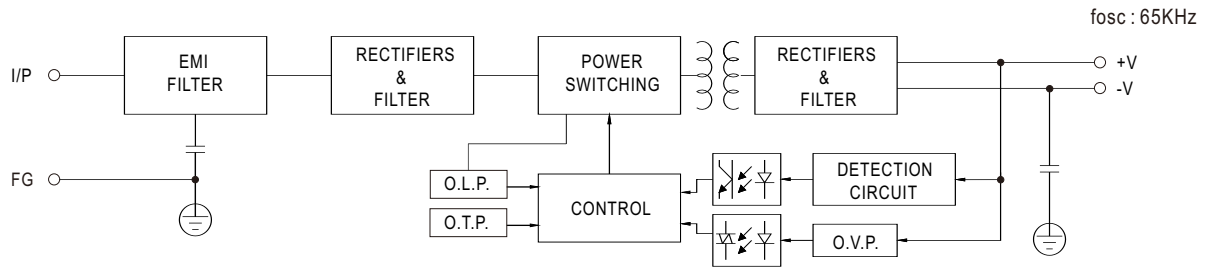 fosc : 65KHz
I/P
EMI
FILTER
RECTIFIERS
&
FILTER
POWER
SWITCHING
RECTIFIERS
&
FILTER
+V
-V
FG
O.L.P.
O.T.P.
CONTROL
DETECTION
CIRCUIT
O.V.P.